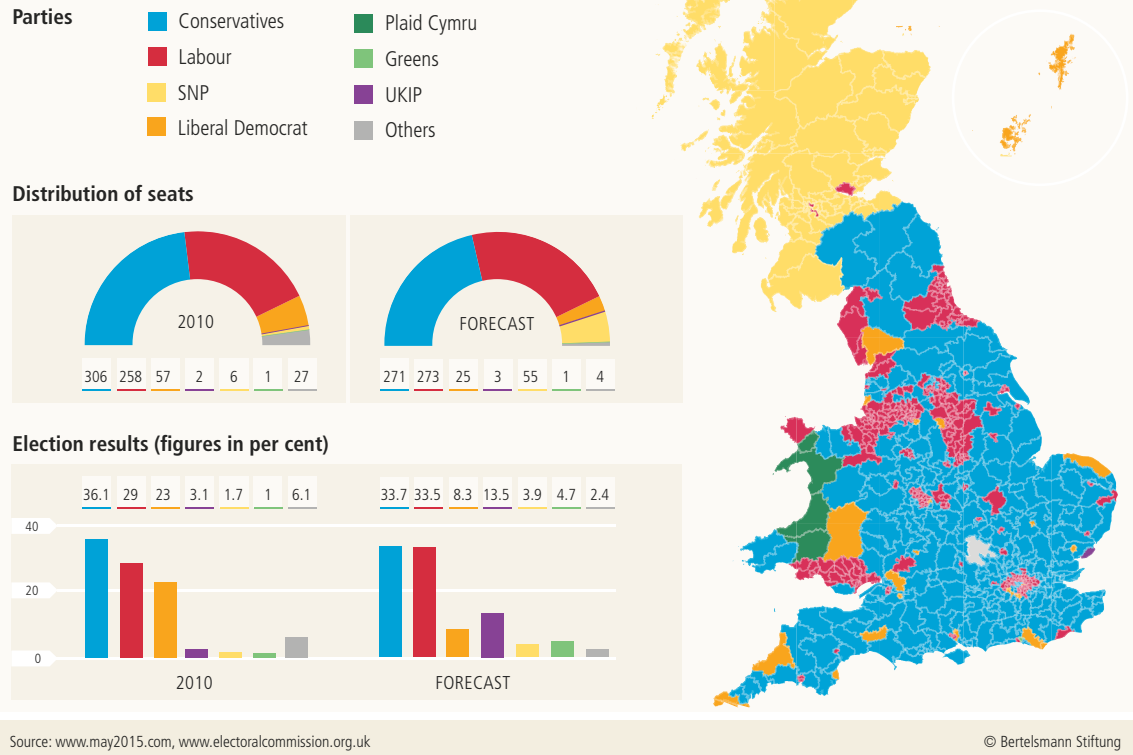 Parties
Conservatives
Labour
SNP
Liberal Democrat
Plaid Cymru
Greens
UKIP
Others
Distribution of seats
2010
306 258 57 2 6 1 27
FORECAST
271 273 25 3 55 1 4
Election results (figures in per cent)
36.1 29 23 3.1 1.7 1 6.1
33.7 33.5 8.3 13.5 3.9 4.7 2.4
40
20
0
2010
FORECAST
Source: www.may2015.com, www.electoralcommission.org.uk
© Bertelsmann Stiftung